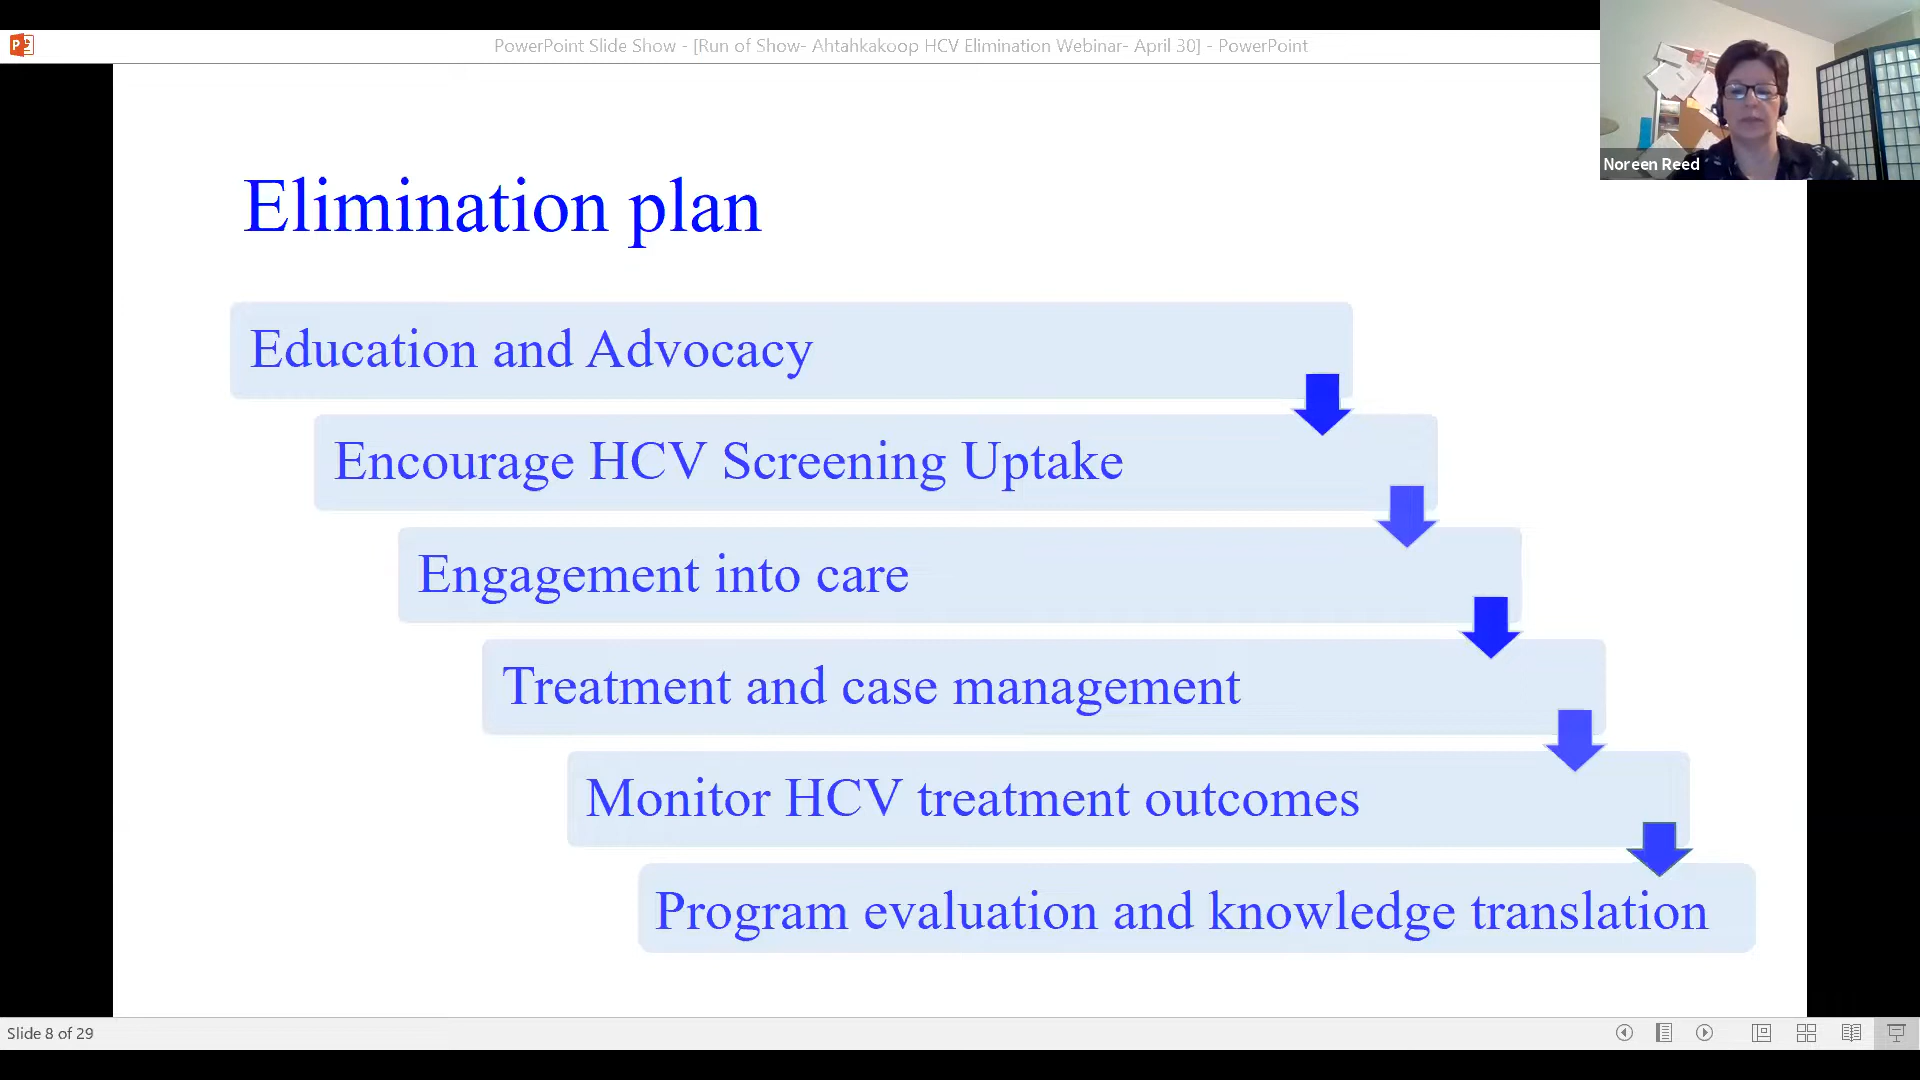 PowerPoint Slide Show - [Run of Show- Ahtahkakoop HCV Elimination Webinar- April 30] - PowerPoint
Noreen Reed
Elimination plan
Education and Advocacy
Encourage HCV Screening Uptake
Engagement into care
Treatment and case management
Monitor HCV treatment outcomes
Program evaluation and knowledge translation
Slide 8 of 29